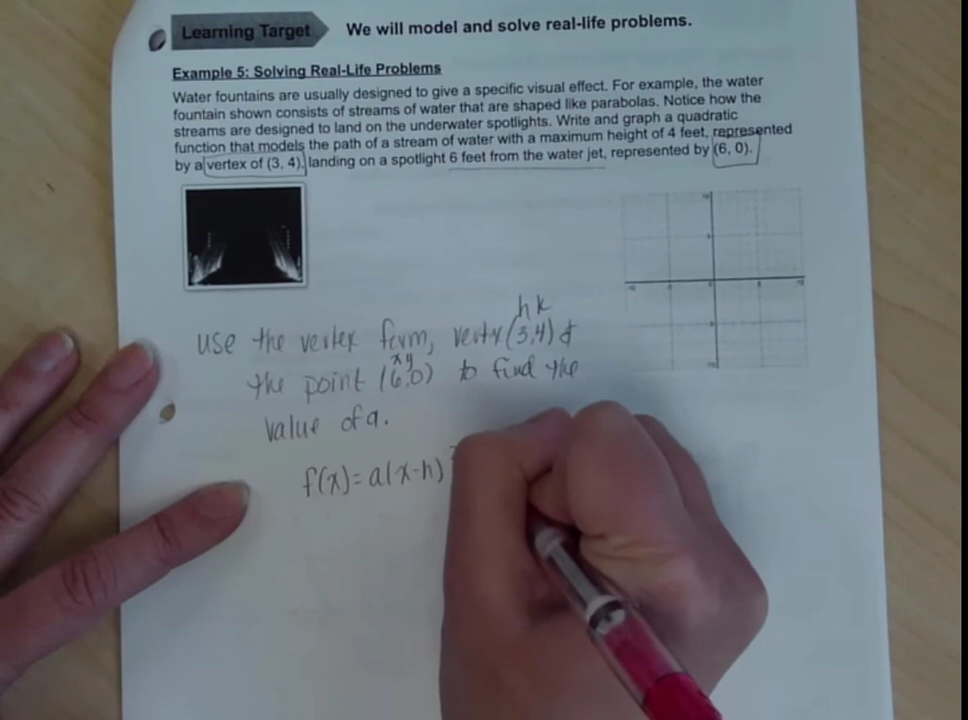 Learning Target We will model and solve real-life problems.
Example 5: Solving Real-Life Problems
Water fountains are usually designed to give a specific visual effect. For example, the water
fountain shown consists of streams of water that are shaped like parabolas. Notice how the
streams are designed to land on the underwater spotlights. Write and graph a quadratic
function that models the path of a stream of water with a maximum height of 4 feet, represented
by a vertex of (3, 4), landing on a spotlight 6 feet from the water jet, represented by (6, 0).
h k
use the vertex form, vertx (3,4) &
x y
the point (6,0) to find the
value of a.
f(x)= a(x-h)²